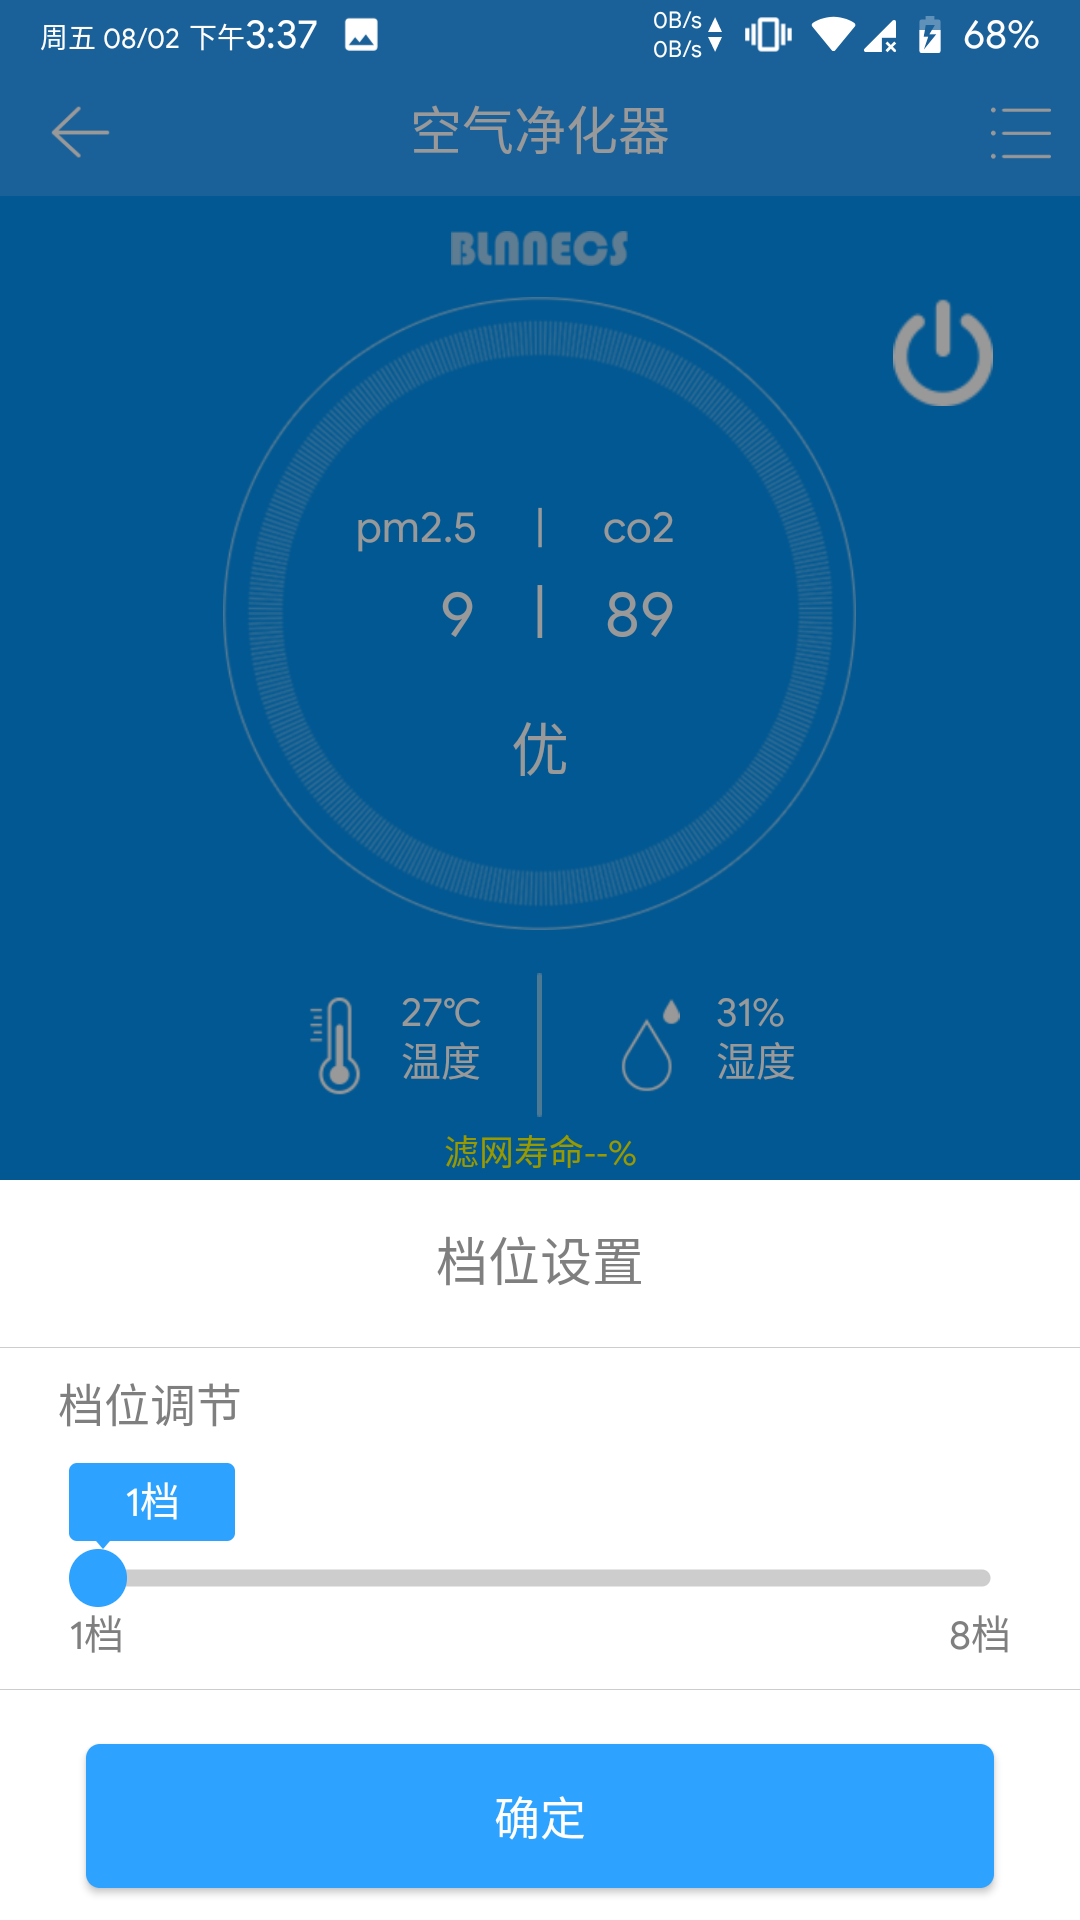 周五 08/02 下午3:37 0B/s 68%
0B/s
空气净化器
BLNNECS
pm2.5 | co2
9 | 89
优
27℃ 31%
温度 湿度
滤网寿命--%
档位设置
档位调节
1档
1档 8档
确定